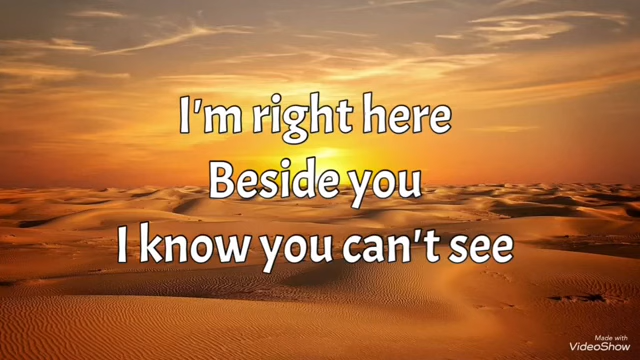 I'm right here
Beside you
I know you can't see
Made with
VideoShow